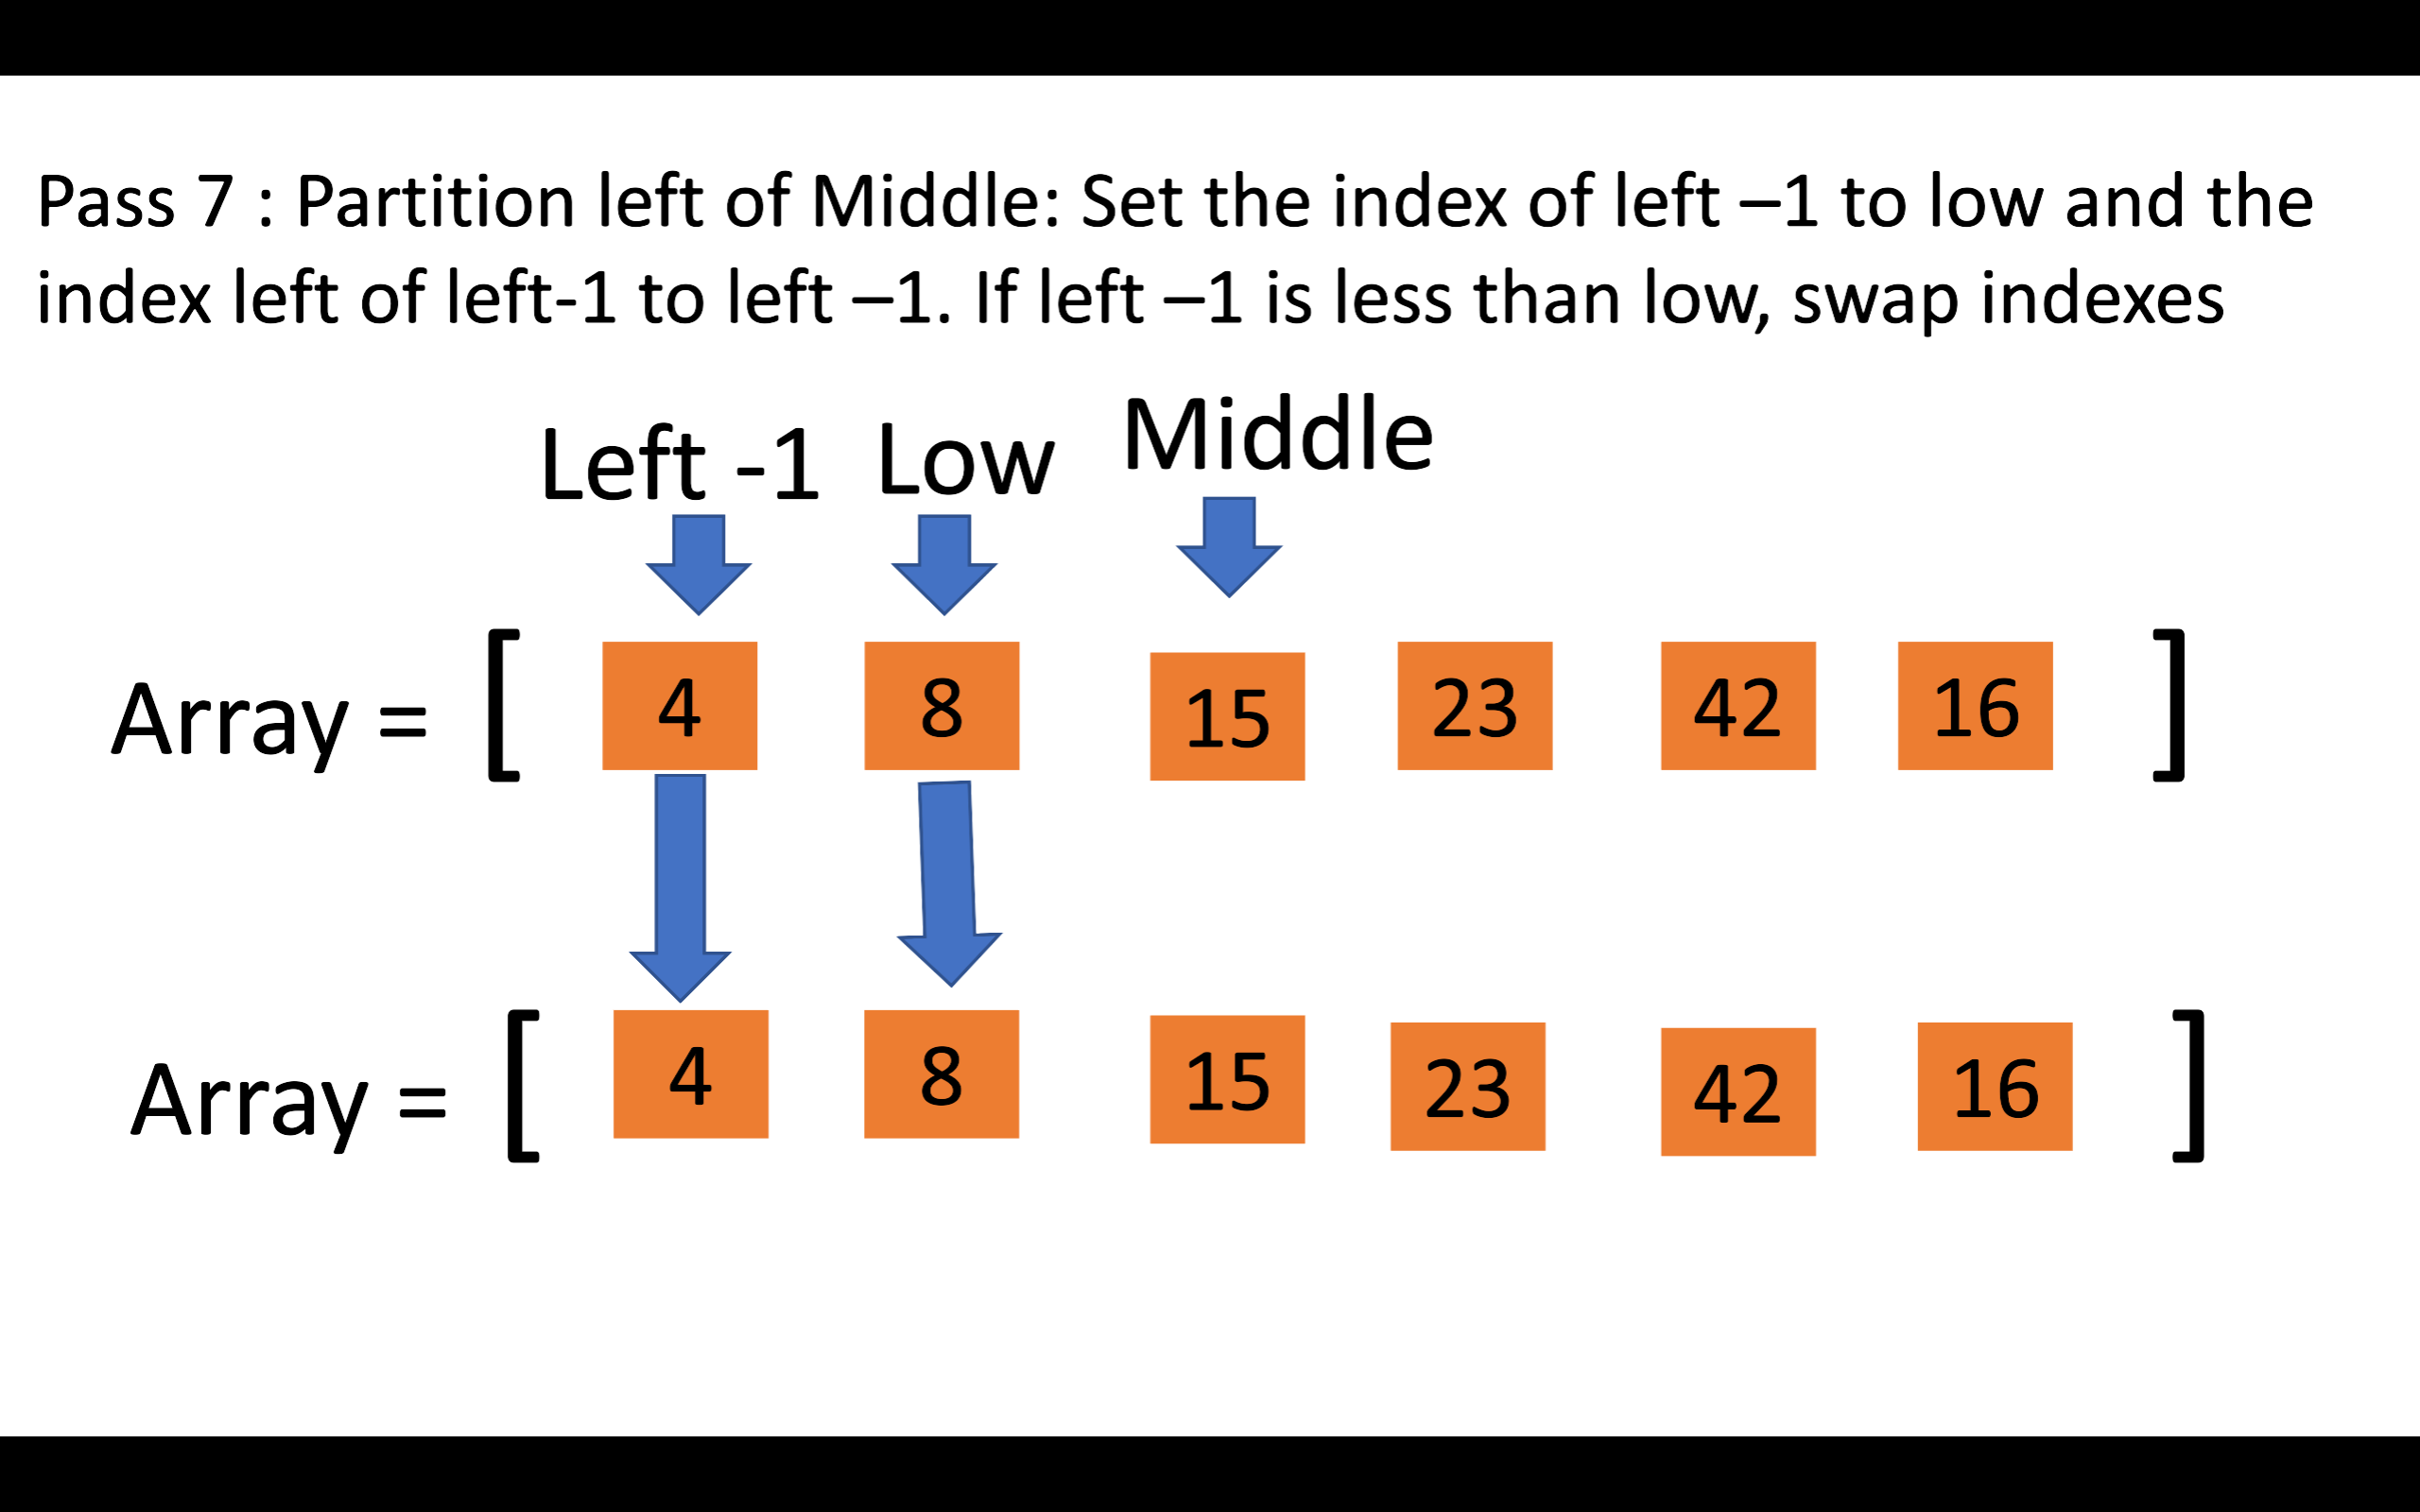 Pass 7 : Partition left of Middle: Set the index of left –1 to low and the
index left of left-1 to left –1. If left –1 is less than low, swap indexes
Left -1 Low Middle
Array = [ 4 8 15 23 42 16 ]
Array = [ 4 8 15 23 42 16 ]